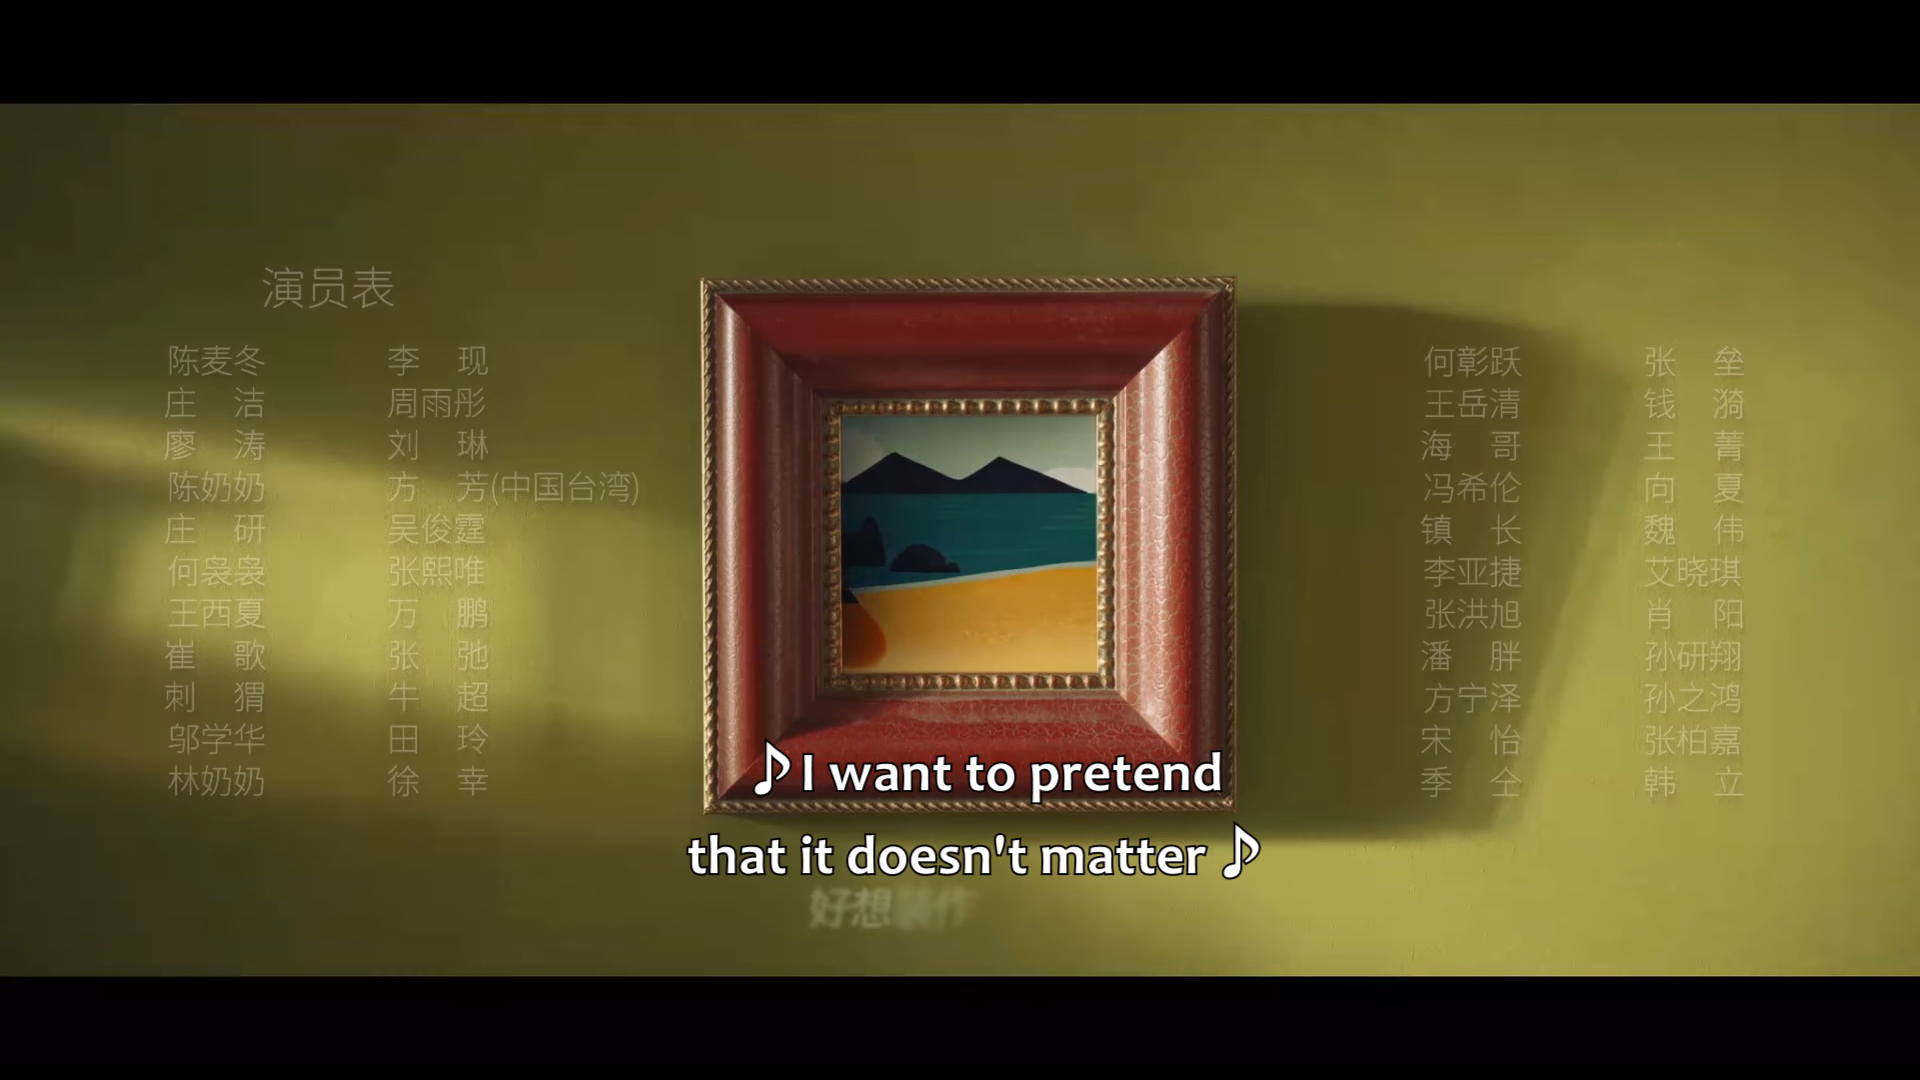 演员表
陈麦冬 李现
庄洁 周雨彤
廖涛 刘琳
陈奶奶 方芳(中国台湾)
庄研 吴俊霆
何袅袅 张熙唯
王西夏 万鹏
崔歌 张弛
刺猬 牛超
邬学华 田玲
林奶奶 徐幸
何彰跃 张垒
王岳清 钱漪
海哥 王菁
冯希伦 向夏
镇长 魏伟
李亚捷 艾晓琪
张洪旭 肖阳
潘胖 孙研翔
方宁泽 孙之鸿
宋怡 张柏嘉
季仝 韩立
♪ I want to pretend
that it doesn't matter ♪
好想装作